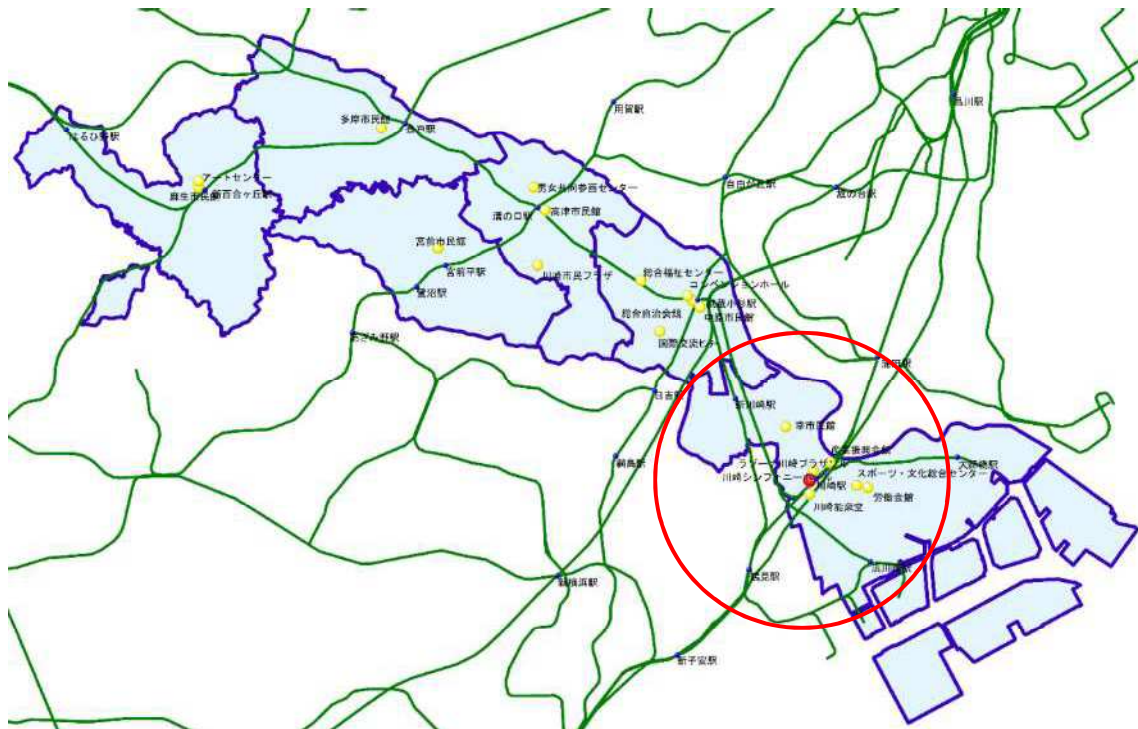 品川駅
用賀駅
多摩市民館
登戸駅
はるひ野駅
アートセンター
麻生市民館
新百合ヶ丘駅
自由が丘駅
男女共同参画センター
高津市民館
溝の口駅
宮前市民館
宮前平駅
川崎市民プラザ
鷺沼駅
総合福祉センター
コンベンションホール
武蔵小杉駅
中原市民館
総合自治会館
国際交流センター
あざみ野駅
蒲田駅
日吉駅
新川崎駅
幸市民館
産業振興会館
大師橋駅
綱島駅
ラゾーナ川崎プラザソル
スポーツ・文化総合センター
川崎シンフォニーホール
川崎駅
労働会館
川崎能楽堂
浜川崎駅
鶴見駅
新横浜駅
新子安駅